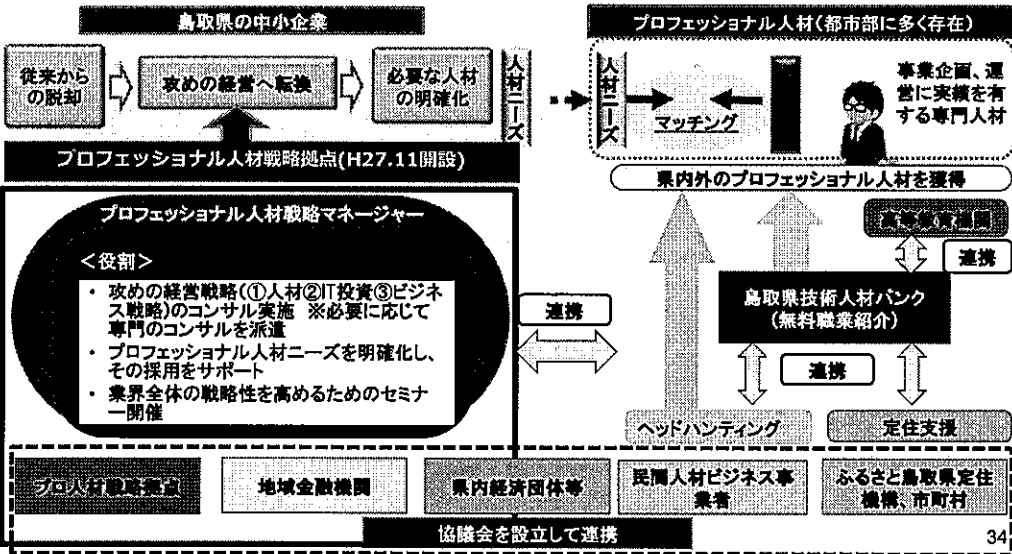 鳥取県の中小企業
プロフェッショナル人材(都市部に多く存在)
従来から
の脱却
攻めの経営へ転換
必要な人材
の明確化
人材ニーズ
人材ニーズ
マッチング
事業企画、運
営に実績を有
する専門人材
プロフェッショナル人材戦略拠点(H27.11開設)
県内外のプロフェッショナル人材を獲得
プロフェッショナル人材戦略マネージャー
<役割>
・ 攻めの経営戦略(①人材②IT投資③ビジネ
ス戦略)のコンサル実施 ※必要に応じて
専門のコンサルを派遣
・ プロフェッショナル人材ニーズを明確化し、
その採用をサポート
・ 業界全体の戦略性を高めるためのセミナ
ー開催
連携
高等教育機関
連携
鳥取県技術人材バンク
(無料職業紹介)
連携
ヘッドハンティング
定住支援
プロ人材戦略拠点
地域金融機関
県内経済団体等
民間人材ビジネス事
業者
ふるさと鳥取県定住
機構、市町村
協議会を設立して連携
34